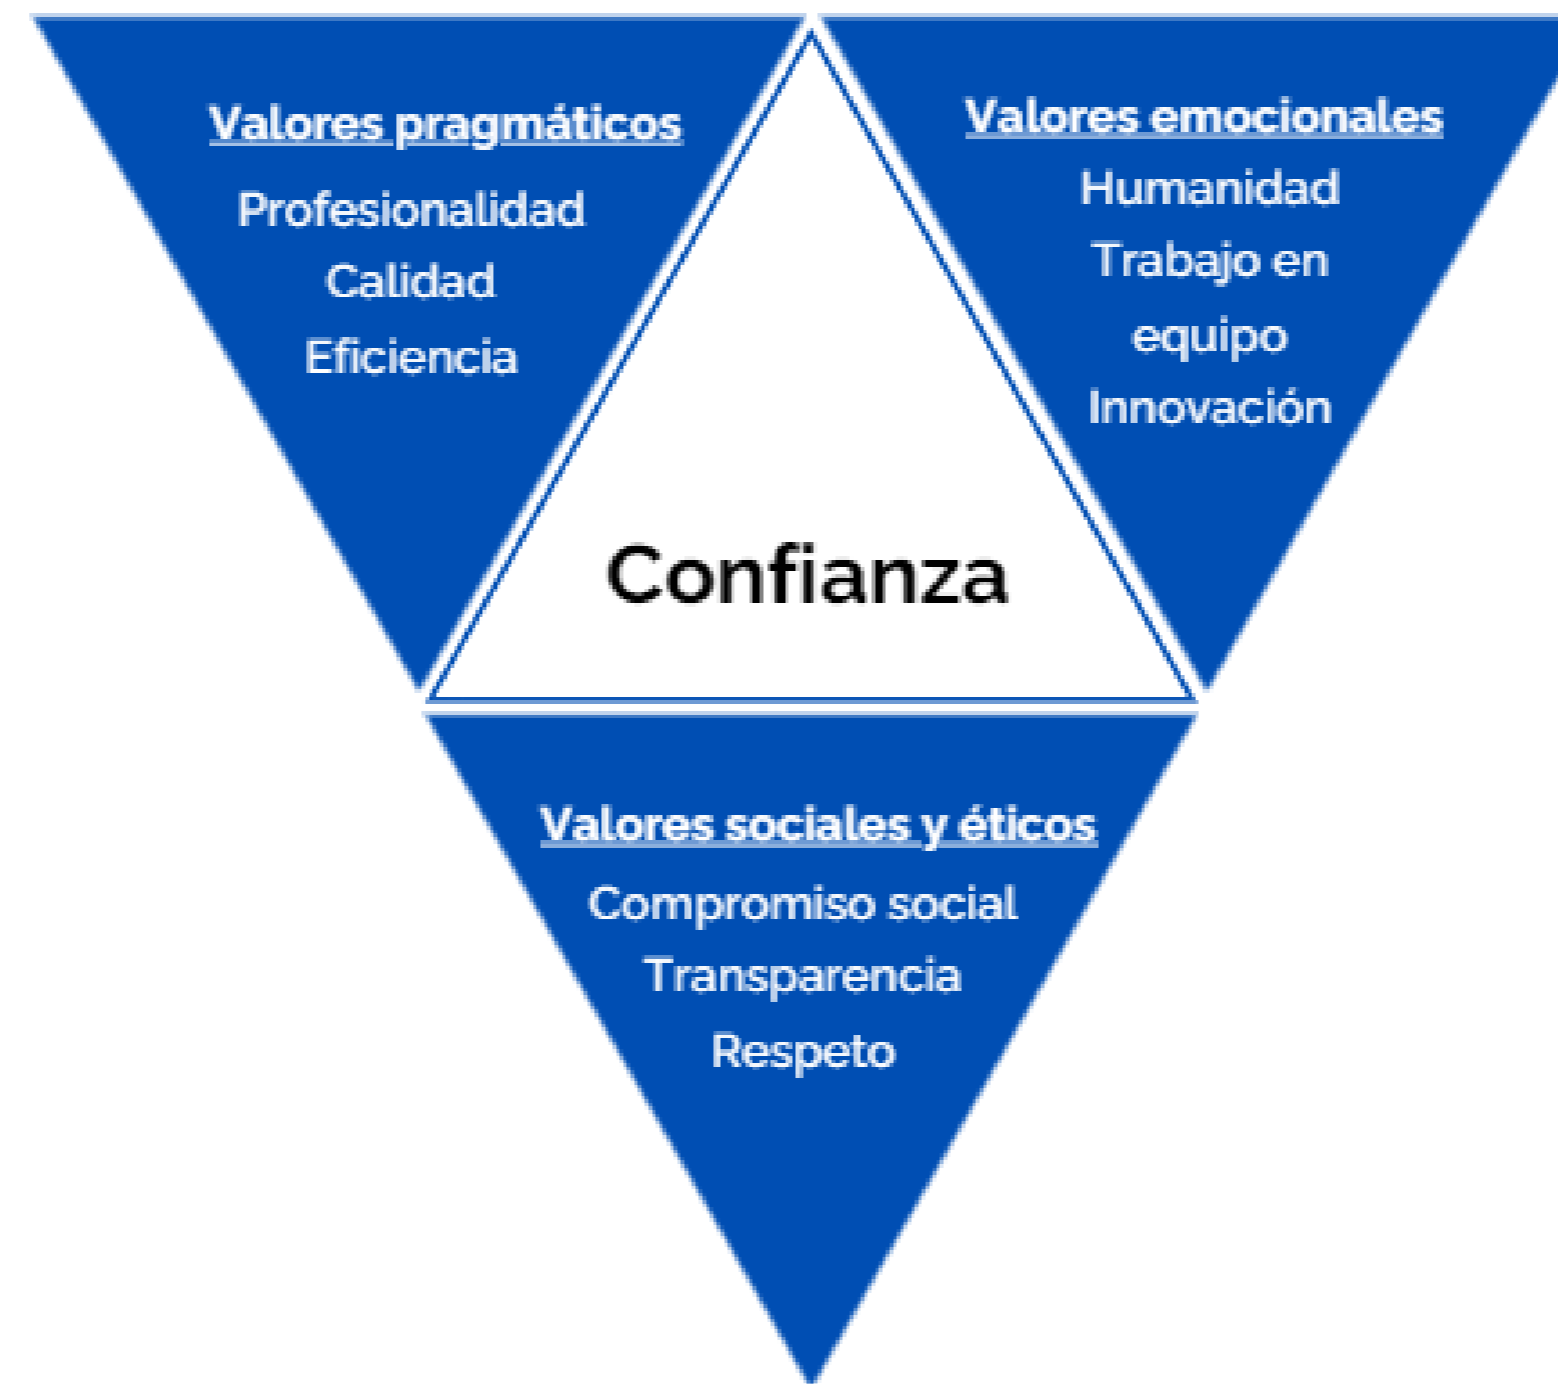 Valores pragmáticos
Profesionalidad
Calidad
Eficiencia
Valores emocionales
Humanidad
Trabajo en
equipo
Innovación
Confianza
Valores sociales y éticos
Compromiso social
Transparencia
Respeto